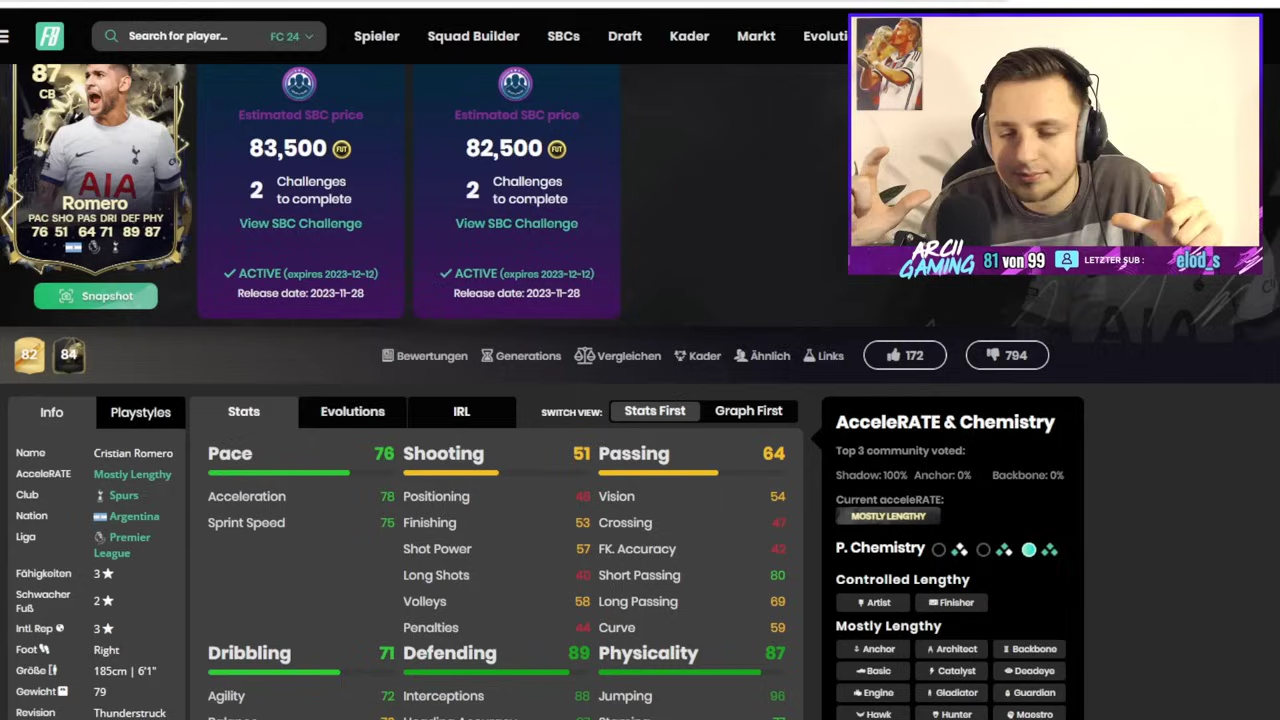 F8
Search for player...
FC 24
Spieler
Squad Builder
SBCs
Draft
Kader
Markt
Evoluti
87
CB
AIA
Romero
PAC SHO PAS DRI DEF PHY
76 51 64 71 89 87
Snapshot
Estimated SBC price
83,500 FUT
2 Challenges
to complete
View SBC Challenge
ACTIVE (expires 2023-12-12)
Release date: 2023-11-28
Estimated SBC price
82,500 FUT
2 Challenges
to complete
View SBC Challenge
ACTIVE (expires 2023-12-12)
Release date: 2023-11-28
ARCII
GAMING
81 von 99
LETZTER SUB :
elod_s
82
84
Bewertungen
Generations
Vergleichen
Kader
Ähnlich
Links
172
794
Info
Playstyles
Name Cristian Romero
AcceleRATE Mostly Lengthy
Club Spurs
Nation Argentina
Liga Premier
League
Fähigkeiten 3
Schwacher
Fuß 2
Intl. Rep 3
Foot Right
Größe 185cm | 6'1"
Gewicht 79
Revision Thunderstruck
Stats
Evolutions
IRL
SWITCH VIEW:
Stats First
Graph First
Pace 76
Acceleration 78
Sprint Speed 75
Shooting 51
Positioning 46
Finishing 53
Shot Power 57
Long Shots 40
Volleys 58
Penalties 44
Passing 64
Vision 54
Crossing 47
FK. Accuracy 42
Short Passing 80
Long Passing 69
Curve 59
Dribbling 71
Agility 72
Defending 89
Interceptions 88
Physicality 87
Jumping 96
AcceleRATE & Chemistry
Top 3 community voted:
Shadow: 100% Anchor: 0% Backbone: 0%
Current acceleRATE:
MOSTLY LENGTHY
P. Chemistry
Controlled Lengthy
Artist
Finisher
Mostly Lengthy
Anchor
Architect
Backbone
Basic
Catalyst
Deadeye
Engine
Gladiator
Guardian
Hawk
Hunter
Maestro